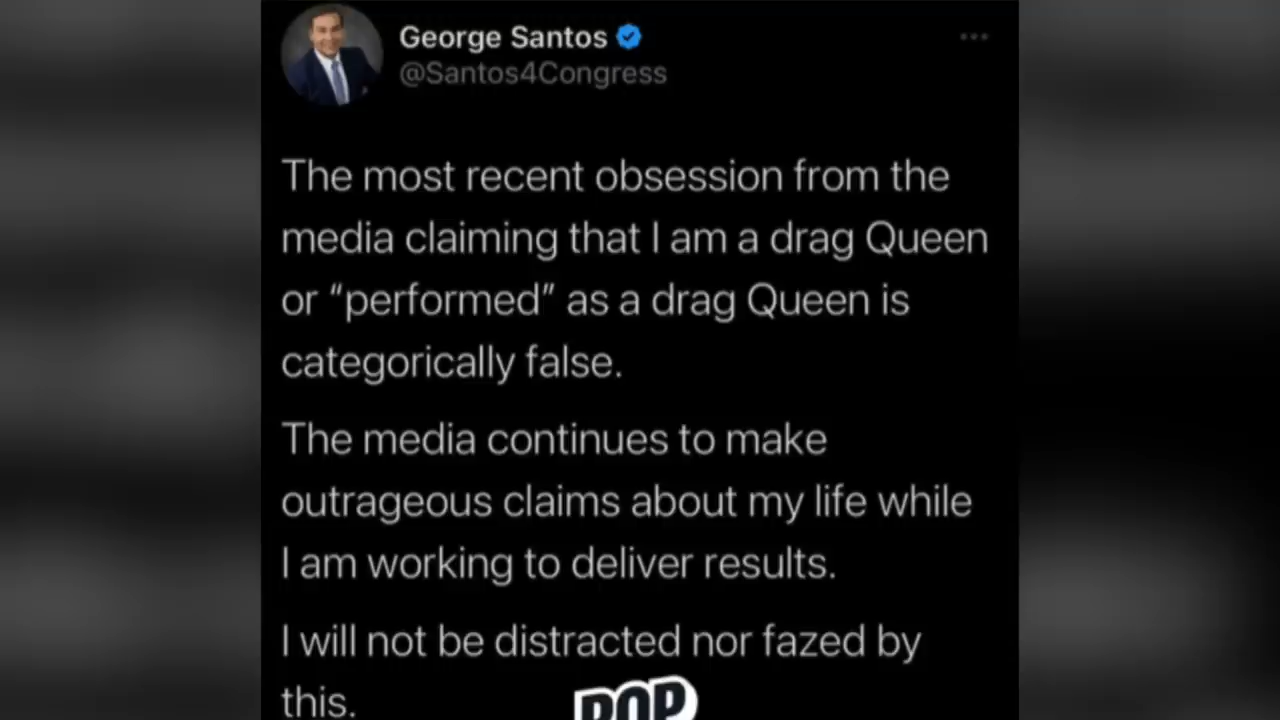 George Santos
@Santos4Congress
The most recent obsession from the
media claiming that I am a drag Queen
or “performed” as a drag Queen is
categorically false.
The media continues to make
outrageous claims about my life while
I am working to deliver results.
I will not be distracted nor fazed by
this.
POP